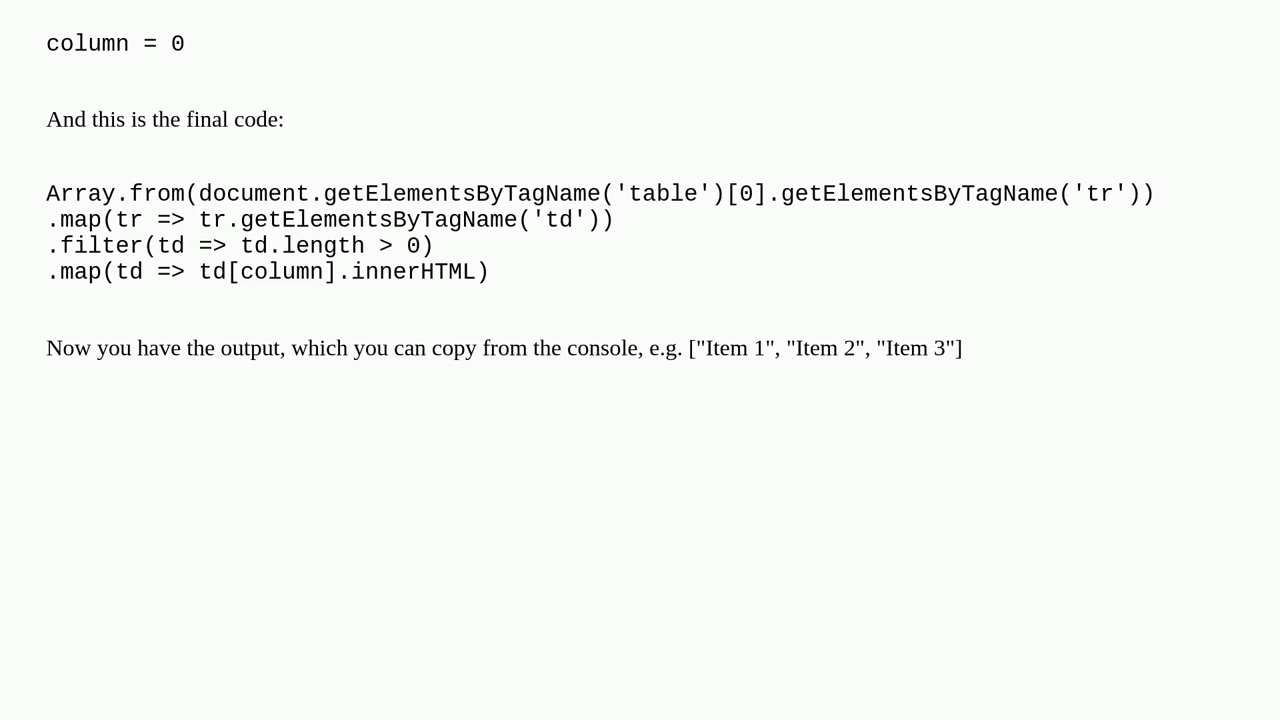 column = 0
And this is the final code:
Array.from(document.getElementsByTagName('table')[0].getElementsByTagName('tr'))
.map(tr => tr.getElementsByTagName('td'))
.filter(td => td.length > 0)
.map(td => td[column].innerHTML)
Now you have the output, which you can copy from the console, e.g. ["Item 1", "Item 2", "Item 3"]